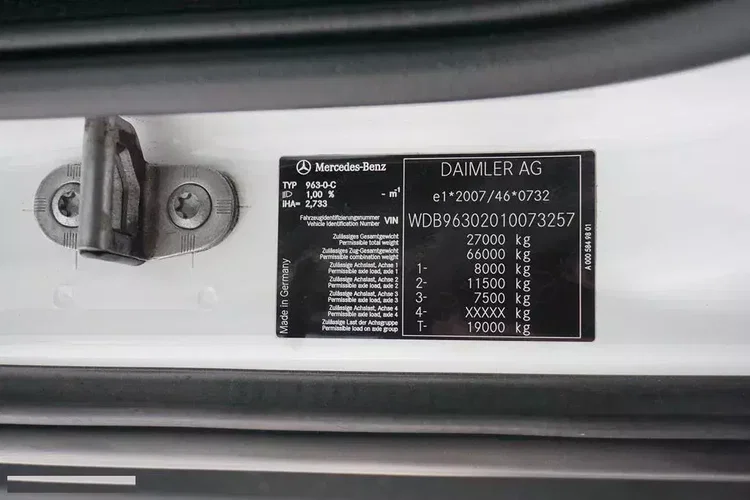 Mercedes-Benz
TYP 963-0-C
1,00 % - m⁻¹
iHA= 2,733
DAIMLER AG
e1*2007/46*0732
Fahrzeugidentifizierungsnummer
Vehicle Identification Number VIN WDB96302010073257
Zulässiges Gesamtgewicht
Permissible total weight 27000 kg
Zulässiges Zug-Gesamtgewicht
Permissible combination weight 66000 kg
Zulässige Achslast, Achse 1
Permissible axle load, axle 1 1- 8000 kg
Zulässige Achslast, Achse 2
Permissible axle load, axle 2 2- 11500 kg
Zulässige Achslast, Achse 3
Permissible axle load, axle 3 3- 7500 kg
Zulässige Achslast, Achse 4
Permissible axle load, axle 4 4- XXXXX kg
Zulässige Last der Achsgruppe
Permissible load on axle group T- 19000 kg
Made in Germany
A 000 584 98 01